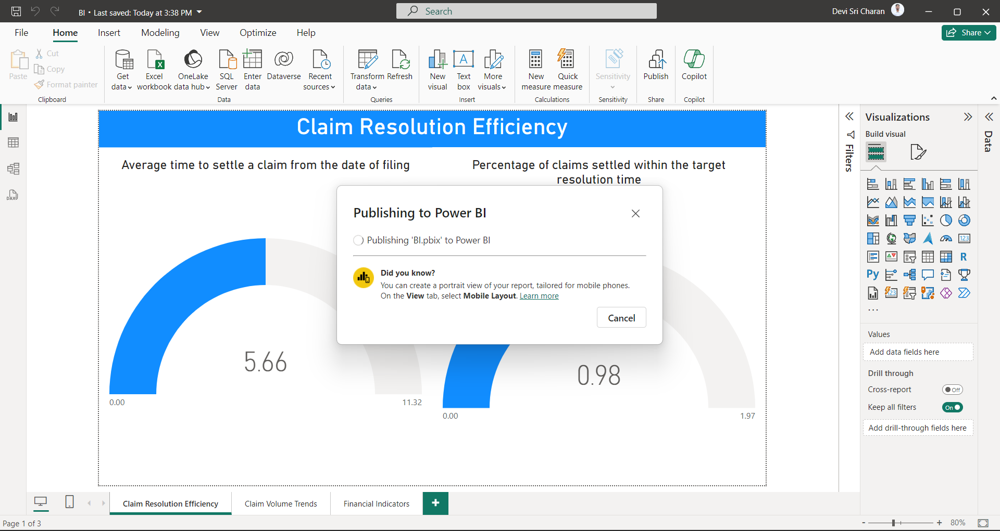 BI • Last saved: Today at 3:38 PM
Search
Devi Sri Charan
File
Home
Insert
Modeling
View
Optimize
Help
Share
Paste
Cut
Copy
Format painter
Clipboard
Get data
Excel workbook
OneLake data hub
SQL Server
Enter data
Dataverse
Recent sources
Data
Transform data
Refresh
Queries
New visual
Text box
More visuals
Insert
New measure
Quick measure
Calculations
Sensitivity
Sensitivity
Publish
Share
Copilot
Copilot
Claim Resolution Efficiency
Average time to settle a claim from the date of filing
5.66
0.00
11.32
Percentage of claims settled within the target
resolution time
0.98
0.00
1.97
Publishing to Power BI
Publishing 'BI.pbix' to Power BI
Did you know?
You can create a portrait view of your report, tailored for mobile phones.
On the View tab, select Mobile Layout. Learn more
Cancel
Filters
Visualizations
Build visual
123
R
Py
123
...
Values
Add data fields here
Drill through
Cross-report
Off
Keep all filters
On
Add drill-through fields here
Data
DAX
Claim Resolution Efficiency
Claim Volume Trends
Financial Indicators
+
Page 1 of 3
- + 80%